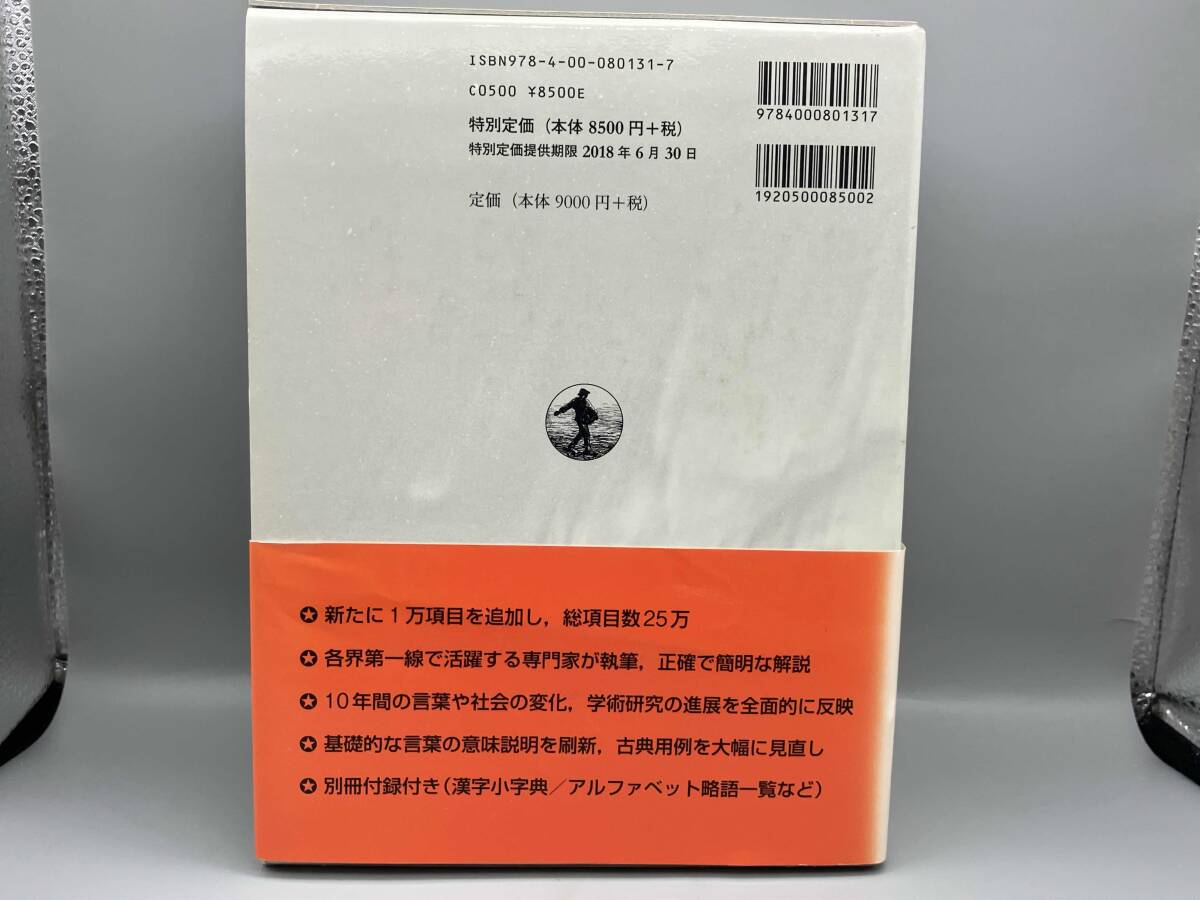 ISBN978-4-00-080131-7
C0500 ¥8500E
特別定価（本体 8500 円＋税）
特別定価提供期限 2018 年 6 月 30 日
定価（本体 9000 円＋税）
9784000801317
1920500085002
✪ 新たに1万項目を追加し，総項目数25万
✪ 各界第一線で活躍する専門家が執筆，正確で簡明な解説
✪ 10年間の言葉や社会の変化，学術研究の進展を全面的に反映
✪ 基礎的な言葉の意味説明を刷新，古典用例を大幅に見直し
✪ 別冊付録付き（漢字小字典／アルファベット略語一覧など）